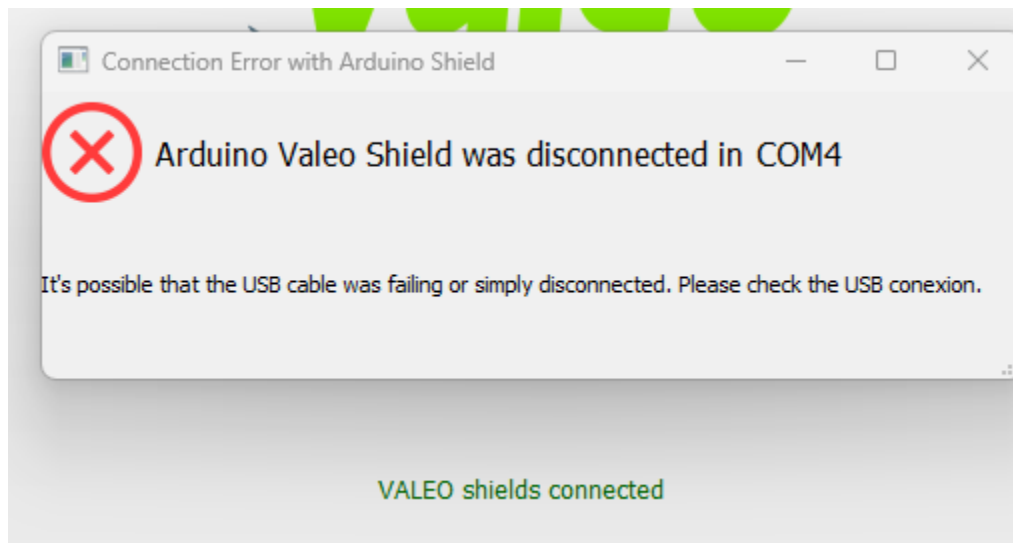 Valeo
Connection Error with Arduino Shield
Arduino Valeo Shield was disconnected in COM4
It's possible that the USB cable was failing or simply disconnected. Please check the USB conexion.
VALEO shields connected